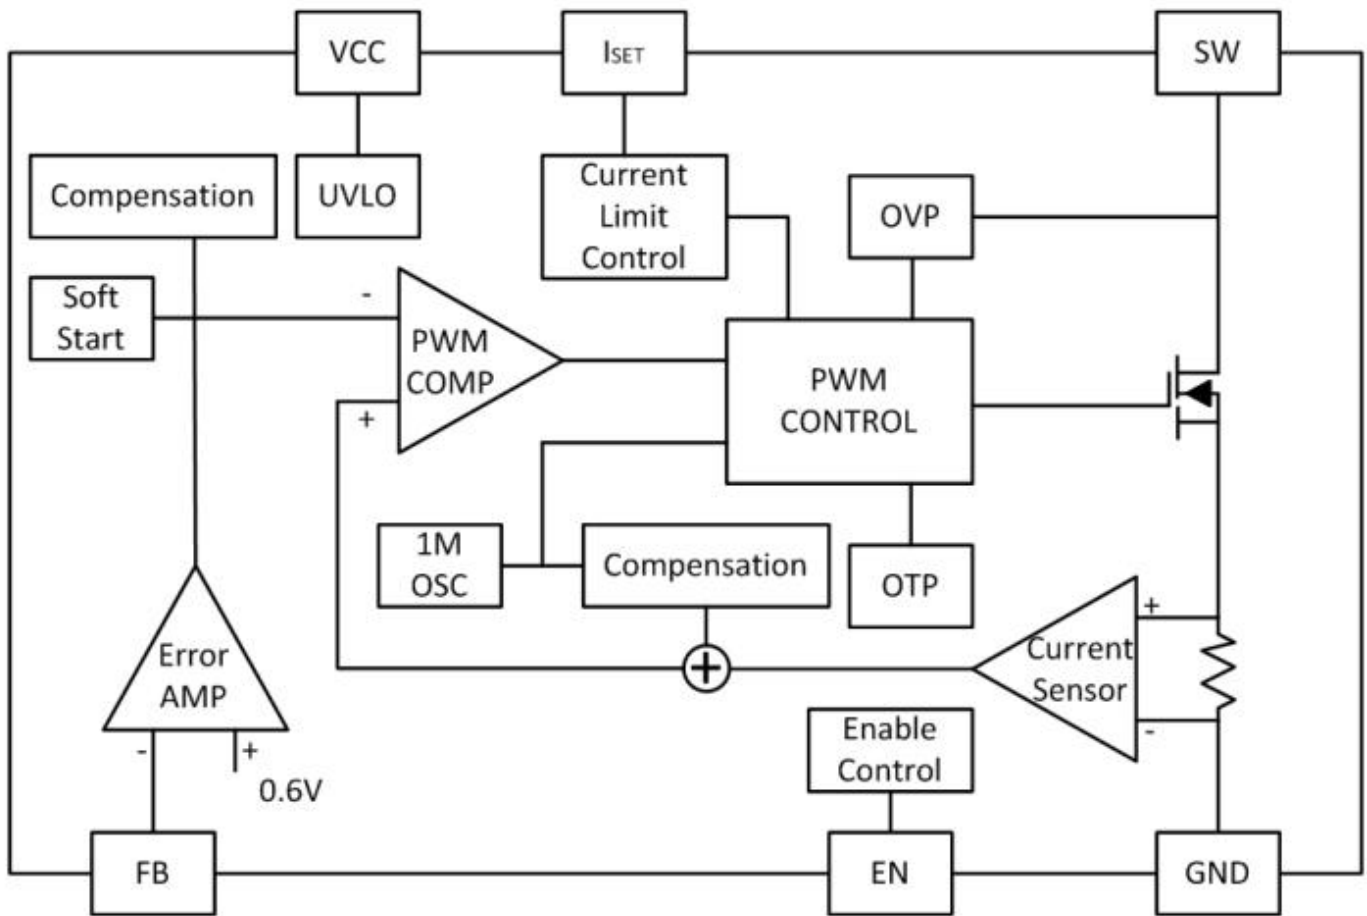 VCC
ISET
SW
Compensation
UVLO
Current
Limit
Control
OVP
Soft
Start
-
PWM
COMP
+
PWM
CONTROL
1M
OSC
Compensation
OTP
+
Error
AMP
+
Current
Sensor
-
- +
0.6V
Enable
Control
FB
EN
GND